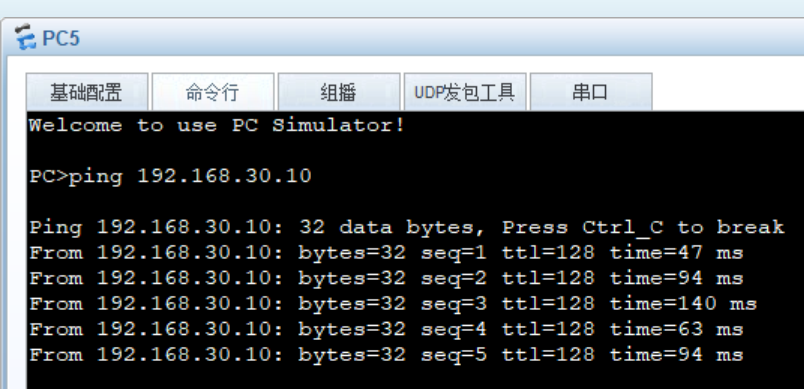 PC5
基础配置 命令行 组播 UDP发包工具 串口
Welcome to use PC Simulator!
PC>ping 192.168.30.10
Ping 192.168.30.10: 32 data bytes, Press Ctrl_C to break
From 192.168.30.10: bytes=32 seq=1 ttl=128 time=47 ms
From 192.168.30.10: bytes=32 seq=2 ttl=128 time=94 ms
From 192.168.30.10: bytes=32 seq=3 ttl=128 time=140 ms
From 192.168.30.10: bytes=32 seq=4 ttl=128 time=63 ms
From 192.168.30.10: bytes=32 seq=5 ttl=128 time=94 ms